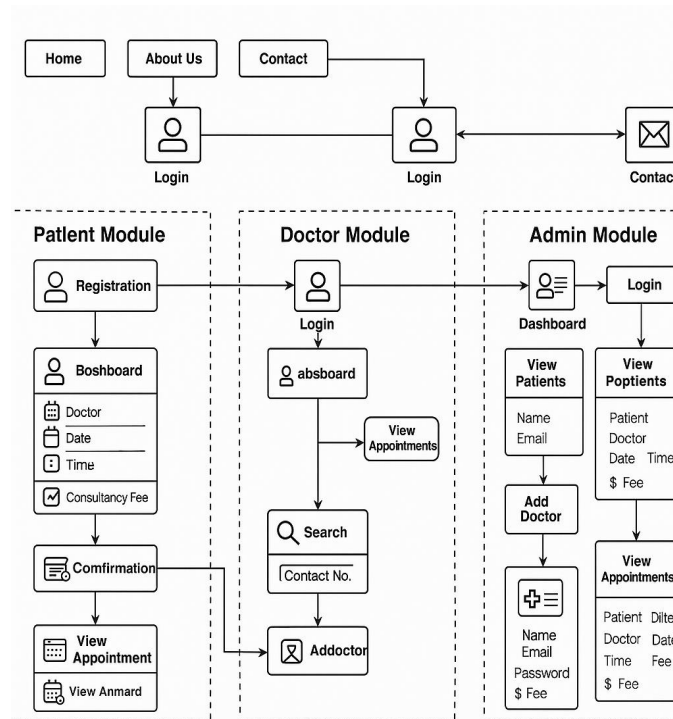 Home
About Us
Contact
Login
Login
Contac
Patlent Module
Registration
Boshboard
Doctor
Date
Time
Consultancy Fee
Comfirmation
View
Appointment
View Anmard
Doctor Module
Login
absboard
View
Appointments
Search
Contact No.
Addoctor
Admin Module
Dashboard
Login
View
Patients
Name
Email
Add
Doctor
Name
Email
Password
$ Fee
View
Poptients
Patient
Doctor
Date Time
$ Fee
View
Appointments
Patient Dilte
Doctor Date
Time Fee
$ Fee